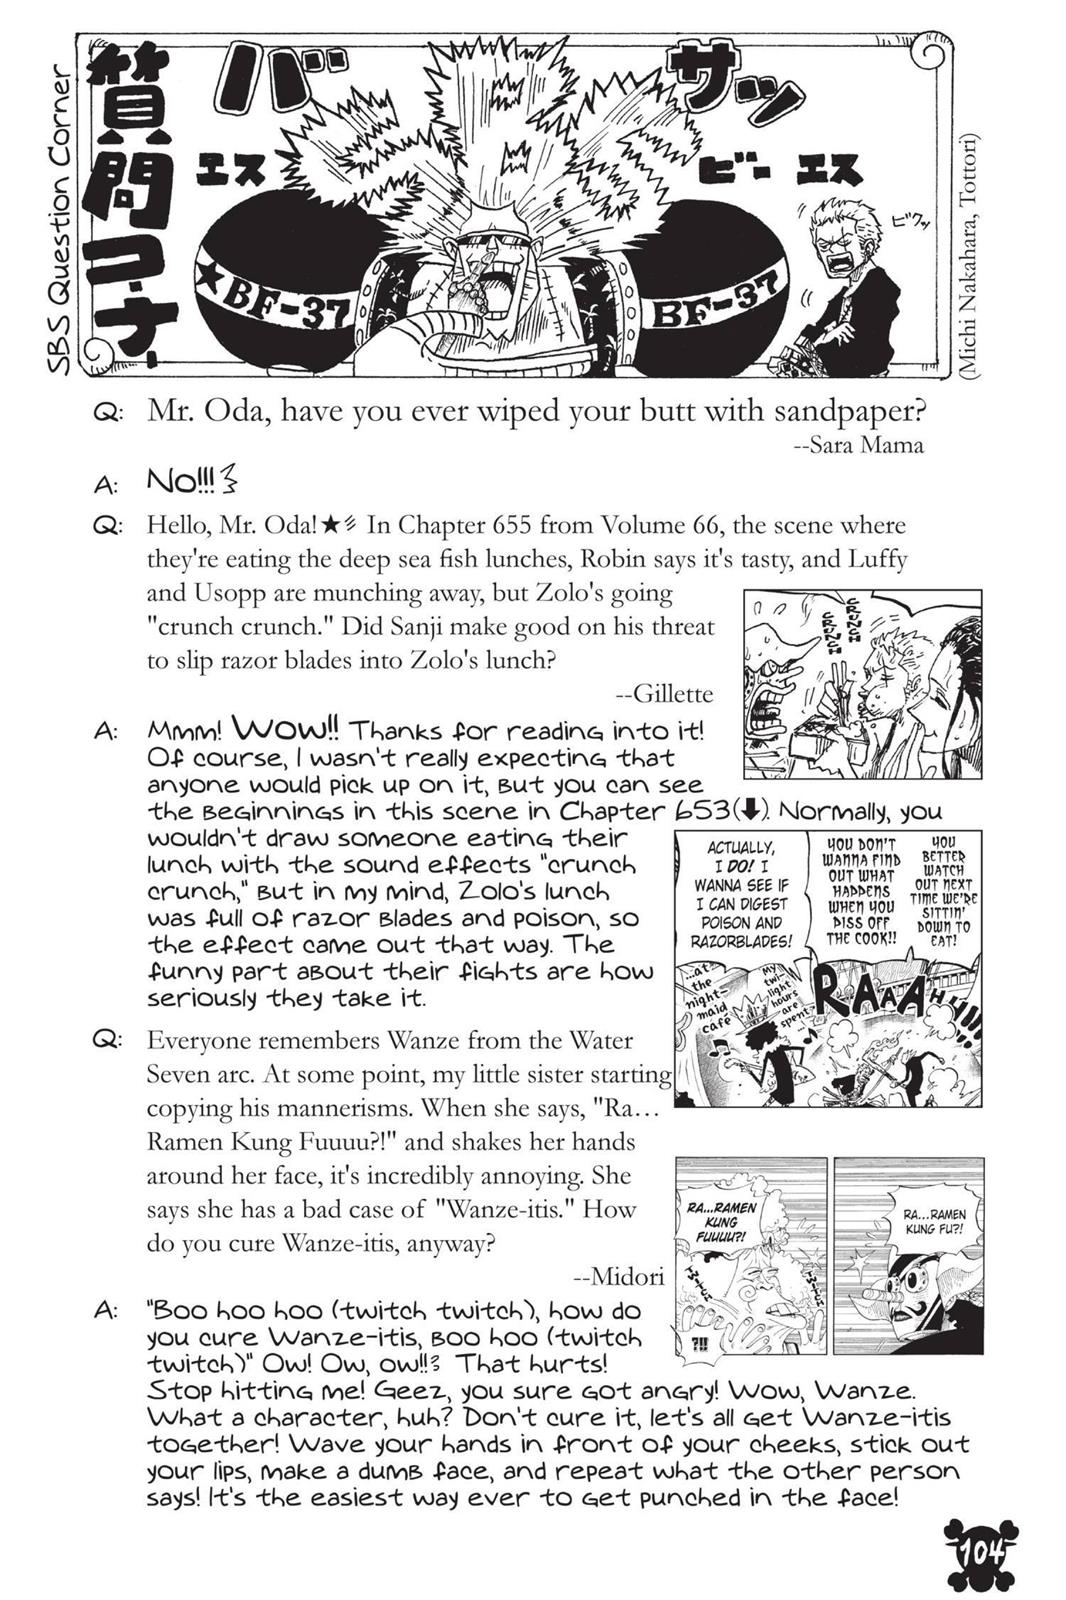 SBS Question Corner
質問コーナー
バサッ
エス ビー エス
ビクッ
★BF-37
BF-37
(Michi Nakahara, Tottori)
Q: Mr. Oda, have you ever wiped your butt with sandpaper?
--Sara Mama
A: No!!!
Q: Hello, Mr. Oda!★ In Chapter 655 from Volume 66, the scene where
they're eating the deep sea fish lunches, Robin says it's tasty, and Luffy
and Usopp are munching away, but Zolo's going
"crunch crunch." Did Sanji make good on his threat
to slip razor blades into Zolo's lunch?
--Gillette
CRUNCH
CRUNCH
A: Mmm! Wow!! Thanks for reading into it!
Of course, I wasn't really expecting that
anyone would pick up on it, but you can see
the beginnings in this scene in Chapter 653(⬇). Normally, you
wouldn't draw someone eating their
lunch with the sound effects "crunch
crunch," but in my mind, Zolo's lunch
was full of razor blades and poison, so
the effect came out that way. The
funny part about their fights are how
seriously they take it.
YOU
BETTER
WATCH
OUT NEXT
TIME WE'RE
SITTIN'
DOWN TO
EAT!
YOU DON'T
WANNA FIND
OUT WHAT
HAPPENS
WHEN YOU
PISS OFF
THE COOK!!
ACTUALLY,
I DO! I
WANNA SEE IF
I CAN DIGEST
POISON AND
RAZORBLADES!
My
twi-
light
hours
are
spent...
...at
the
night-
maid
café
RAAAH!!!!
Q: Everyone remembers Wanze from the Water
Seven arc. At some point, my little sister starting
copying his mannerisms. When she says, "Ra…
Ramen Kung Fuuuu?!" and shakes her hands
around her face, it's incredibly annoying. She
says she has a bad case of "Wanze-itis." How
do you cure Wanze-itis, anyway?
--Midori
RA...RAMEN
KUNG FU?!
RA...RAMEN
KUNG
FUUUU?!
TWITCH
TWITCH
?!!
A: "Boo hoo hoo (twitch twitch), how do
you cure Wanze-itis, boo hoo (twitch
twitch)" Ow! Ow, ow!! That hurts!
Stop hitting me! Geez, you sure got angry! Wow, Wanze.
What a character, huh? Don't cure it, let's all get Wanze-itis
together! Wave your hands in front of your cheeks, stick out
your lips, make a dumb face, and repeat what the other person
says! It's the easiest way ever to get punched in the face!
104